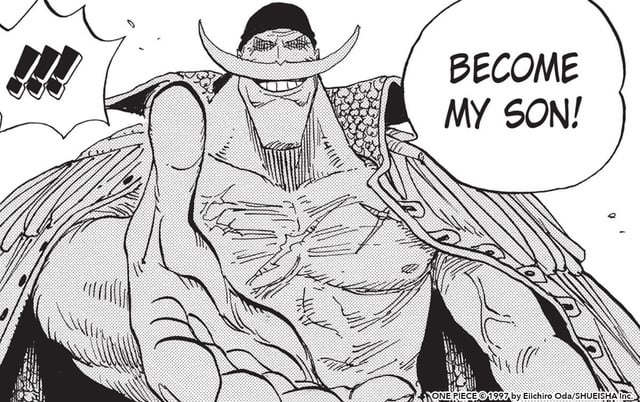 !!!
BECOME
MY SON!
ONE PIECE © 1997 by Eiichiro Oda/SHUEISHA Inc.